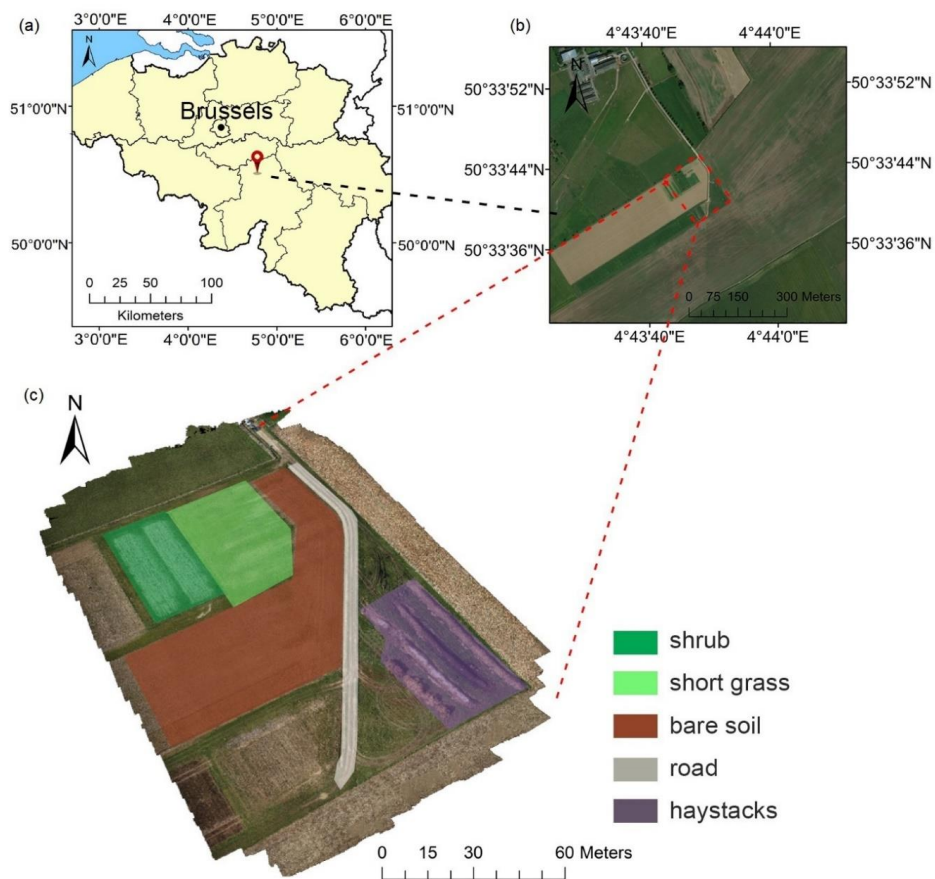 (a)
3°0'0"E 4°0'0"E 5°0'0"E 6°0'0"E
N
51°0'0"N
51°0'0"N
Brussels
50°0'0"N
50°0'0"N
0 25 50 100
Kilometers
3°0'0"E 4°0'0"E 5°0'0"E 6°0'0"E
(b)
4°43'40"E 4°44'0"E
N
50°33'52"N
50°33'52"N
50°33'44"N
50°33'44"N
50°33'36"N
50°33'36"N
0 75 150 300 Meters
4°43'40"E 4°44'0"E
(c)
N
shrub
short grass
bare soil
road
haystacks
0 15 30 60 Meters